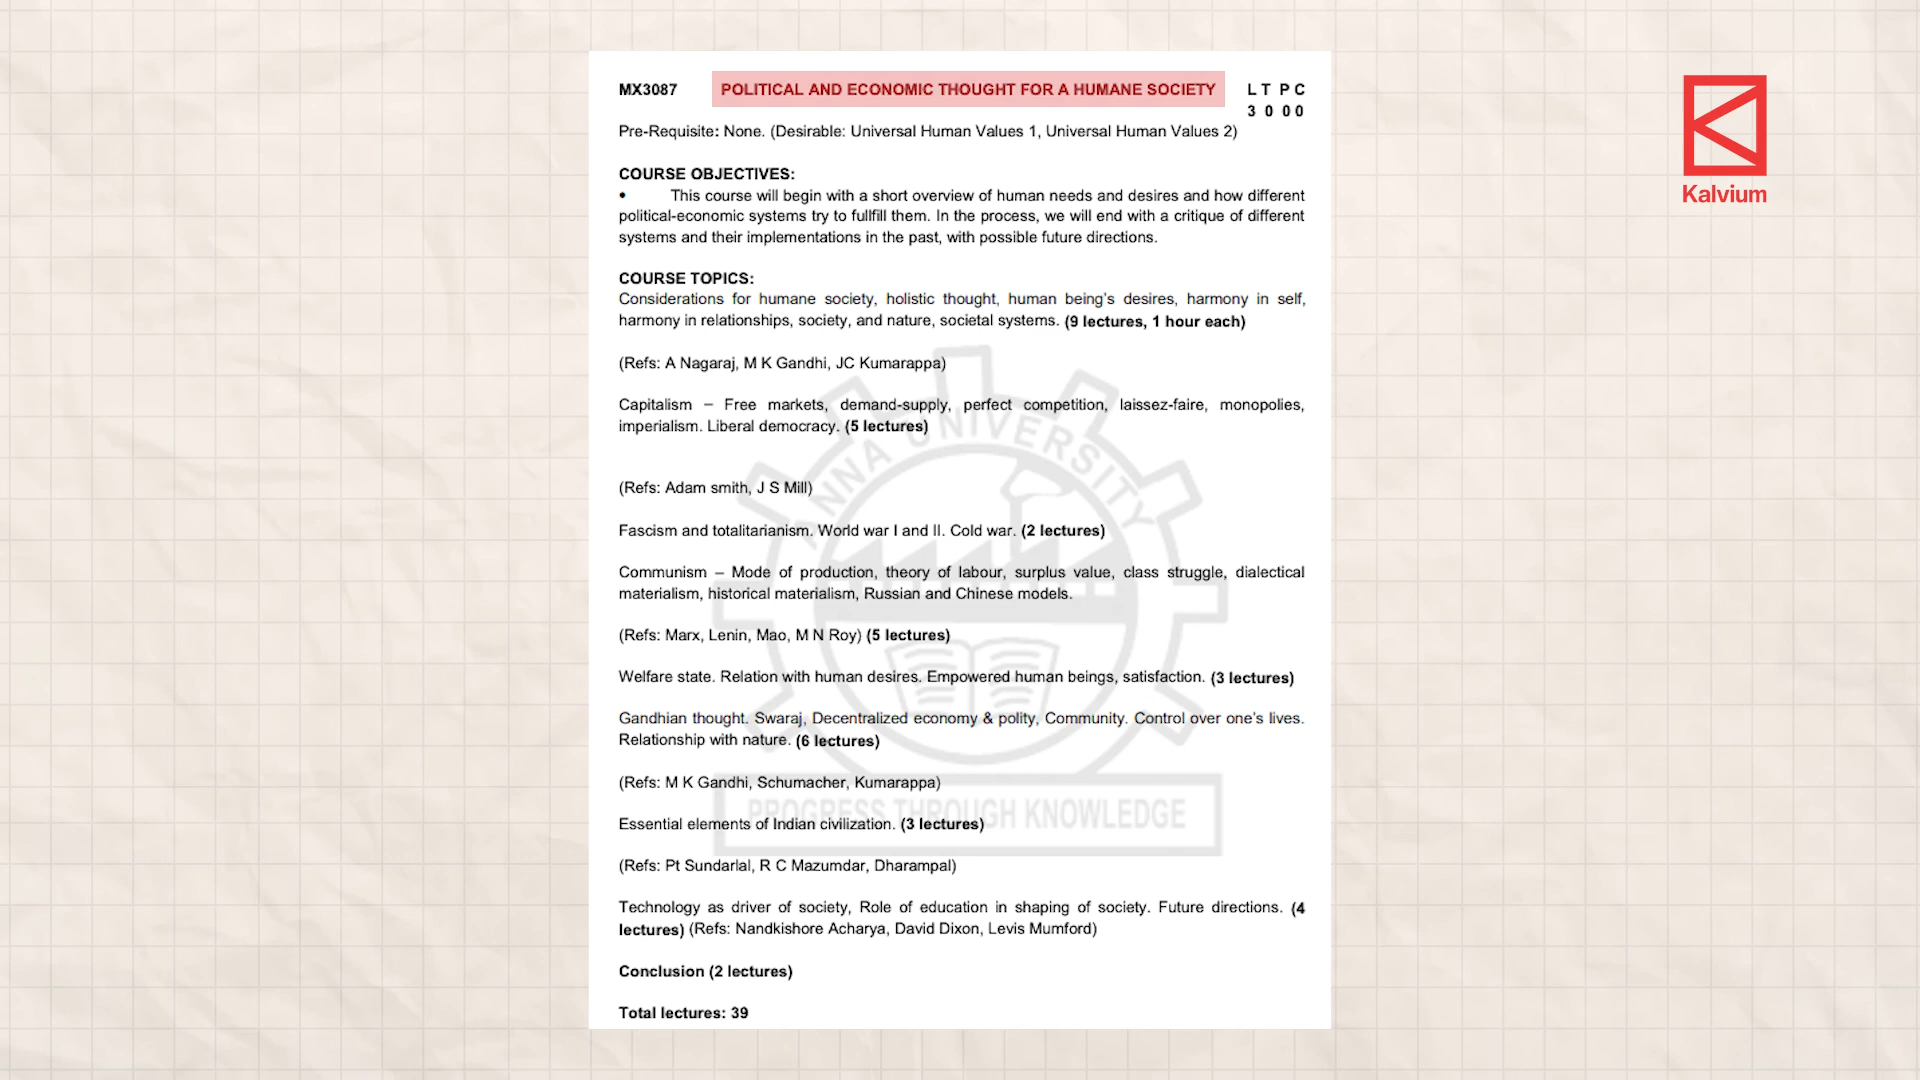 MX3087 POLITICAL AND ECONOMIC THOUGHT FOR A HUMANE SOCIETY L T P C
3 0 0 0
Pre-Requisite: None. (Desirable: Universal Human Values 1, Universal Human Values 2)
COURSE OBJECTIVES:
• This course will begin with a short overview of human needs and desires and how different
political-economic systems try to fullfill them. In the process, we will end with a critique of different
systems and their implementations in the past, with possible future directions.
COURSE TOPICS:
Considerations for humane society, holistic thought, human being's desires, harmony in self,
harmony in relationships, society, and nature, societal systems. (9 lectures, 1 hour each)
(Refs: A Nagaraj, M K Gandhi, JC Kumarappa)
Capitalism – Free markets, demand-supply, perfect competition, laissez-faire, monopolies,
imperialism. Liberal democracy. (5 lectures)
(Refs: Adam smith, J S Mill)
Fascism and totalitarianism. World war I and II. Cold war. (2 lectures)
Communism – Mode of production, theory of labour, surplus value, class struggle, dialectical
materialism, historical materialism, Russian and Chinese models.
(Refs: Marx, Lenin, Mao, M N Roy) (5 lectures)
Welfare state. Relation with human desires. Empowered human beings, satisfaction. (3 lectures)
Gandhian thought. Swaraj, Decentralized economy & polity, Community. Control over one's lives.
Relationship with nature. (6 lectures)
(Refs: M K Gandhi, Schumacher, Kumarappa)
Essential elements of Indian civilization. (3 lectures)
(Refs: Pt Sundarlal, R C Mazumdar, Dharampal)
Technology as driver of society, Role of education in shaping of society. Future directions. (4
lectures) (Refs: Nandkishore Acharya, David Dixon, Levis Mumford)
Conclusion (2 lectures)
Total lectures: 39
ANNA UNIVERSITY
PROGRESS THROUGH KNOWLEDGE
Kalvium